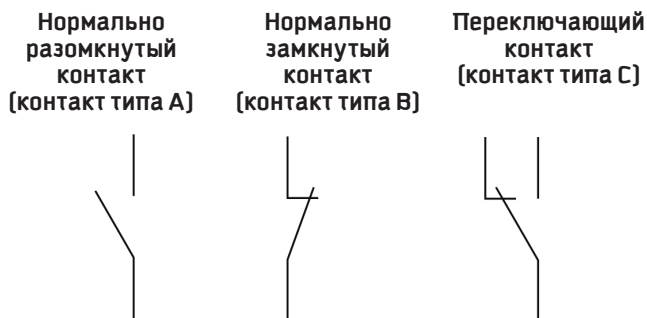 Нормально
разомкнутый
контакт
(контакт типа A)
Нормально
замкнутый
контакт
(контакт типа B)
Переключающий
контакт
(контакт типа C)